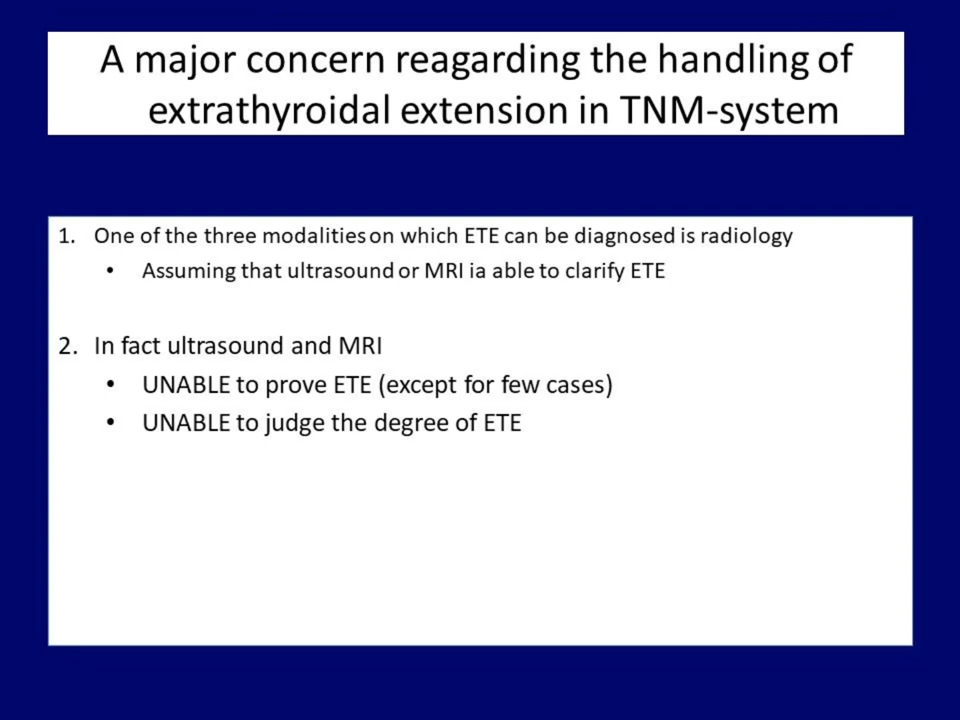 A major concern reagarding the handling of
extrathyroidal extension in TNM-system
1. One of the three modalities on which ETE can be diagnosed is radiology
• Assuming that ultrasound or MRI ia able to clarify ETE
2. In fact ultrasound and MRI
• UNABLE to prove ETE (except for few cases)
• UNABLE to judge the degree of ETE